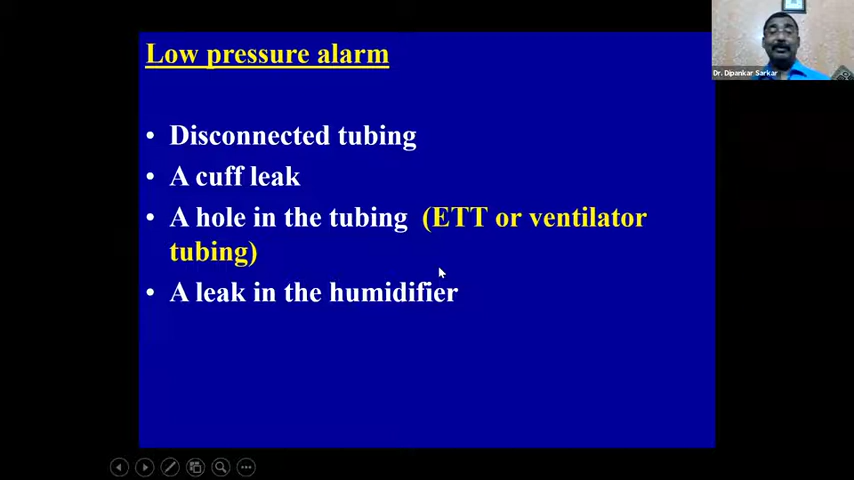 Low pressure alarm
Dr. Dipankar Sarkar
• Disconnected tubing
• A cuff leak
• A hole in the tubing (ETT or ventilator
tubing)
• A leak in the humidifier